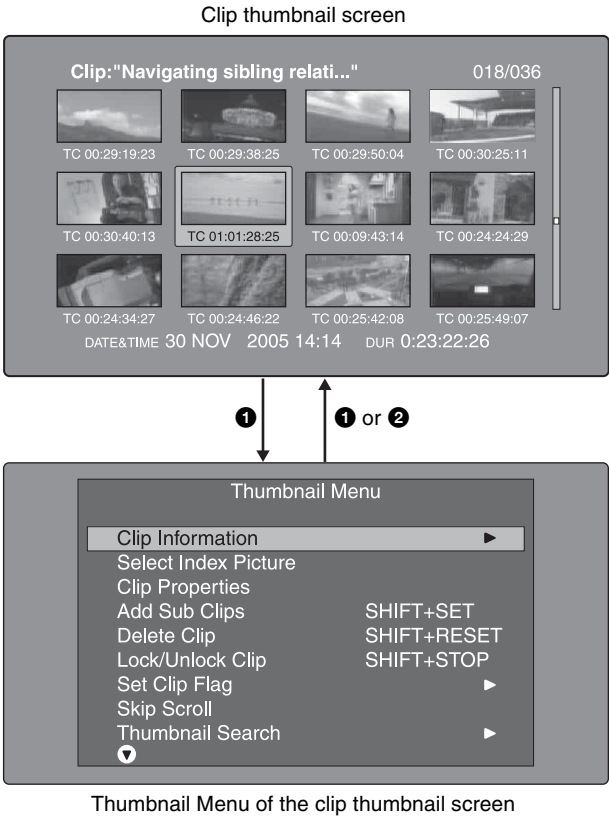 Clip thumbnail screen
Clip:"Navigating sibling relati..." 018/036
TC 00:29:19:23 TC 00:29:38:25 TC 00:29:50:04 TC 00:30:25:11
TC 00:30:40:13 TC 01:01:28:25 TC 00:09:43:14 TC 00:24:24:29
TC 00:24:34:27 TC 00:24:46:22 TC 00:25:42:08 TC 00:25:49:07
DATE&TIME 30 NOV 2005 14:14 DUR 0:23:22:26
❶ ❶ or ❷
Thumbnail Menu
Clip Information
Select Index Picture
Clip Properties
Add Sub Clips SHIFT+SET
Delete Clip SHIFT+RESET
Lock/Unlock Clip SHIFT+STOP
Set Clip Flag
Skip Scroll
Thumbnail Search
Thumbnail Menu of the clip thumbnail screen